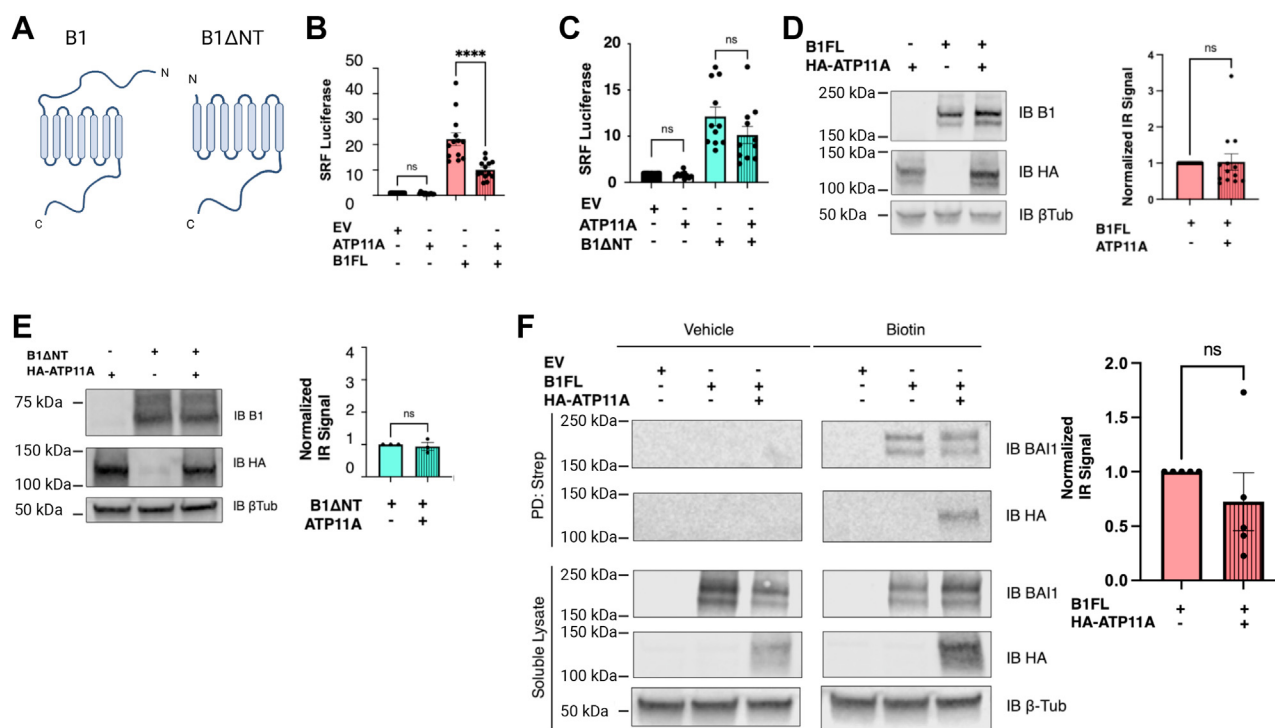 A
B1
B1ΔNT
N
N
C
C
B
SRF Luciferase
50
40
30
20
10
0
ns
****
EV + - - -
ATP11A - + - +
B1FL - - + +
C
SRF Luciferase
20
15
10
5
0
ns
ns
EV + - - -
ATP11A - + - +
B1ΔNT - - + +
D
B1FL - + +
HA-ATP11A + - +
250 kDa
150 kDa
IB B1
150 kDa
100 kDa
IB HA
50 kDa
IB βTub
Normalized IR Signal
4
3
2
1
0
ns
B1FL + +
ATP11A - +
E
B1ΔNT - + +
HA-ATP11A + - +
75 kDa
IB B1
150 kDa
100 kDa
IB HA
50 kDa
IB βTub
Normalized
IR Signal
4
3
2
1
0
ns
B1ΔNT + +
ATP11A - +
F
Vehicle
Biotin
EV + - - + - -
B1FL - + + - + +
HA-ATP11A - - + - - +
PD: Strep
250 kDa
150 kDa
IB BAI1
150 kDa
100 kDa
IB HA
Soluble Lysate
250 kDa
150 kDa
IB BAI1
150 kDa
100 kDa
IB HA
50 kDa
IB β-Tub
Normalized
IR Signal
2.0
1.5
1.0
0.5
0.0
ns
B1FL + +
HA-ATP11A - +